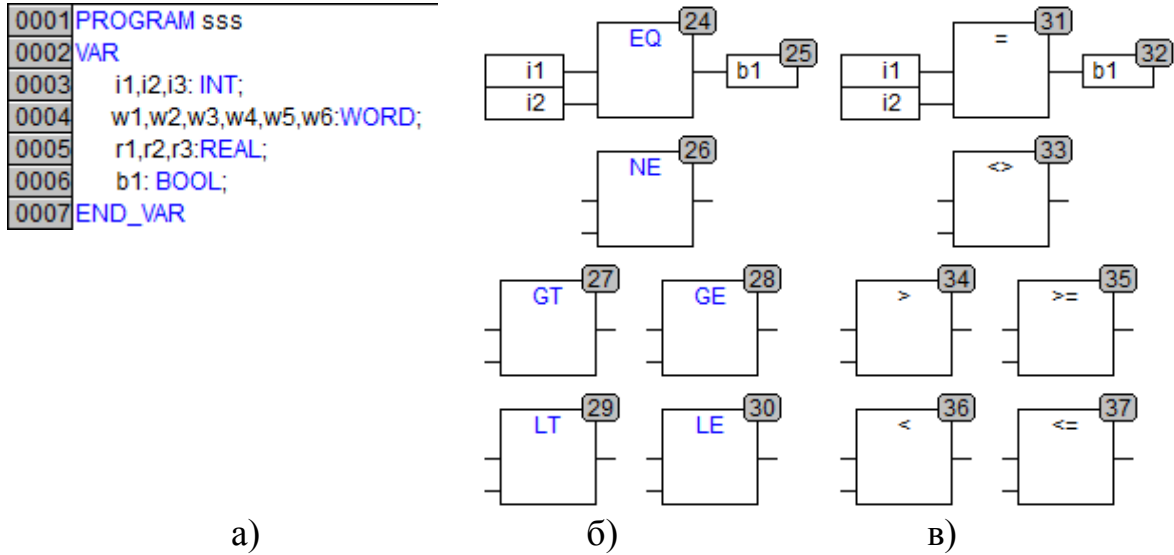 0001 PROGRAM sss
0002 VAR
0003 i1,i2,i3: INT;
0004 w1,w2,w3,w4,w5,w6:WORD;
0005 r1,r2,r3:REAL;
0006 b1: BOOL;
0007 END_VAR
а)
EQ 24
i1 b1 25
i2
NE 26
GT 27 GE 28
LT 29 LE 30
б)
= 31
i1 b1 32
i2
<> 33
> 34 >= 35
< 36 <= 37
в)